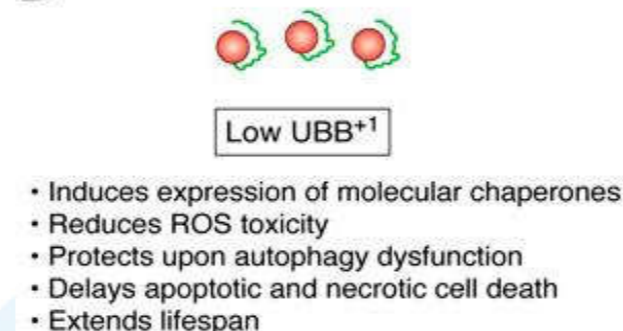 Low UBB⁺¹
• Induces expression of molecular chaperones
• Reduces ROS toxicity
• Protects upon autophagy dysfunction
• Delays apoptotic and necrotic cell death
• Extends lifespan